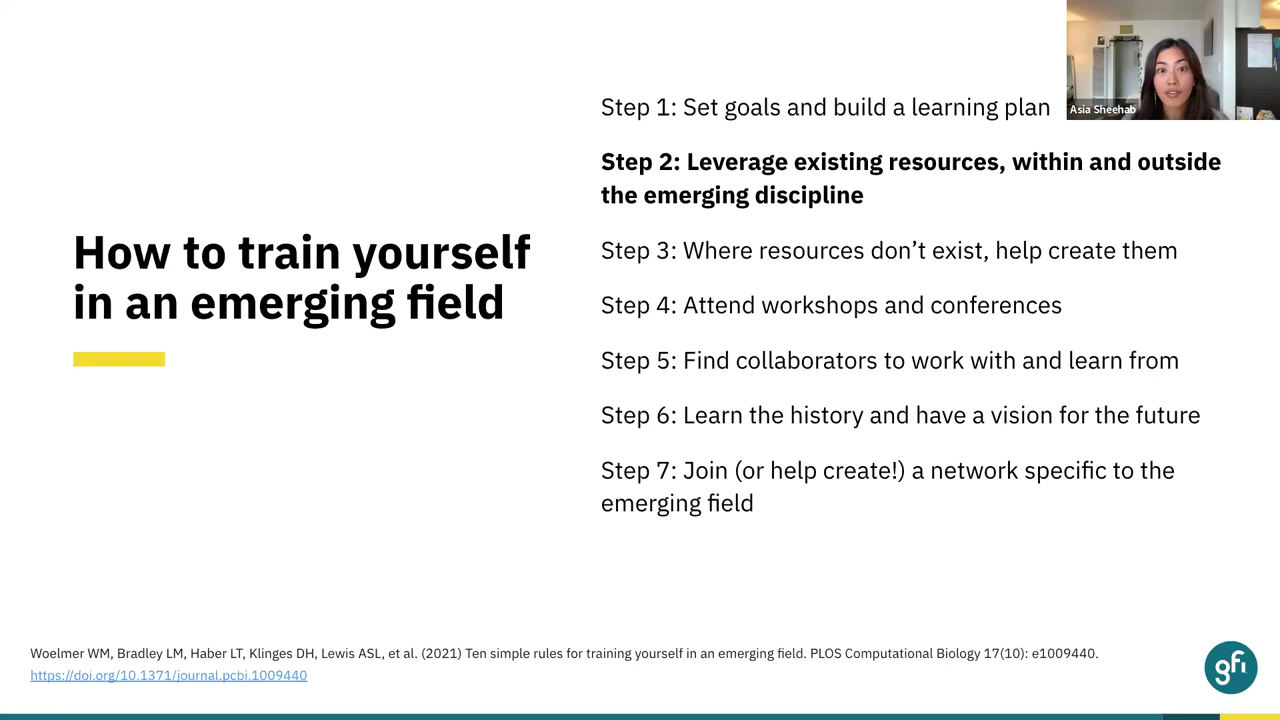 How to train yourself
in an emerging field
Step 1: Set goals and build a learning plan
Step 2: Leverage existing resources, within and outside
the emerging discipline
Step 3: Where resources don’t exist, help create them
Step 4: Attend workshops and conferences
Step 5: Find collaborators to work with and learn from
Step 6: Learn the history and have a vision for the future
Step 7: Join (or help create!) a network specific to the
emerging field
Asia Sheehab
Woelmer WM, Bradley LM, Haber LT, Klinges DH, Lewis ASL, et al. (2021) Ten simple rules for training yourself in an emerging field. PLOS Computational Biology 17(10): e1009440.
https://doi.org/10.1371/journal.pcbi.1009440
gfi